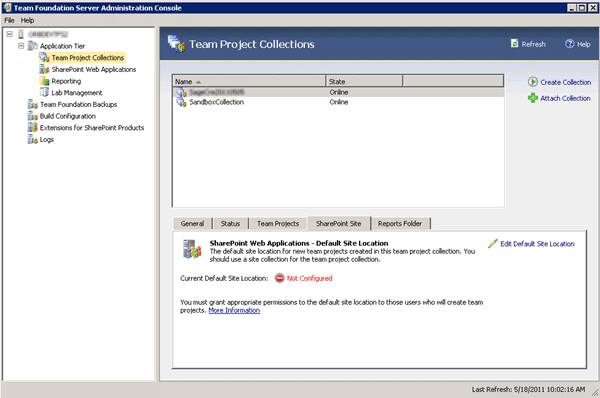 Team Foundation Server Administration Console
File Help
Application Tier
Team Project Collections
SharePoint Web Applications
Reporting
Lab Management
Team Foundation Backups
Build Configuration
Extensions for SharePoint Products
Logs
Team Project Collections
Refresh
Help
Name State
Online
SandboxCollection Online
Create Collection
Attach Collection
General Status Team Projects SharePoint Site Reports Folder
SharePoint Web Applications - Default Site Location
The default site location for new team projects created in this team project collection. You
should use a site collection for the team project collection.
Edit Default Site Location
Current Default Site Location: Not Configured
You must grant appropriate permissions to the default site location to those users who will create team
projects. More Information
Last Refresh: 5/18/2011 10:02:16 AM